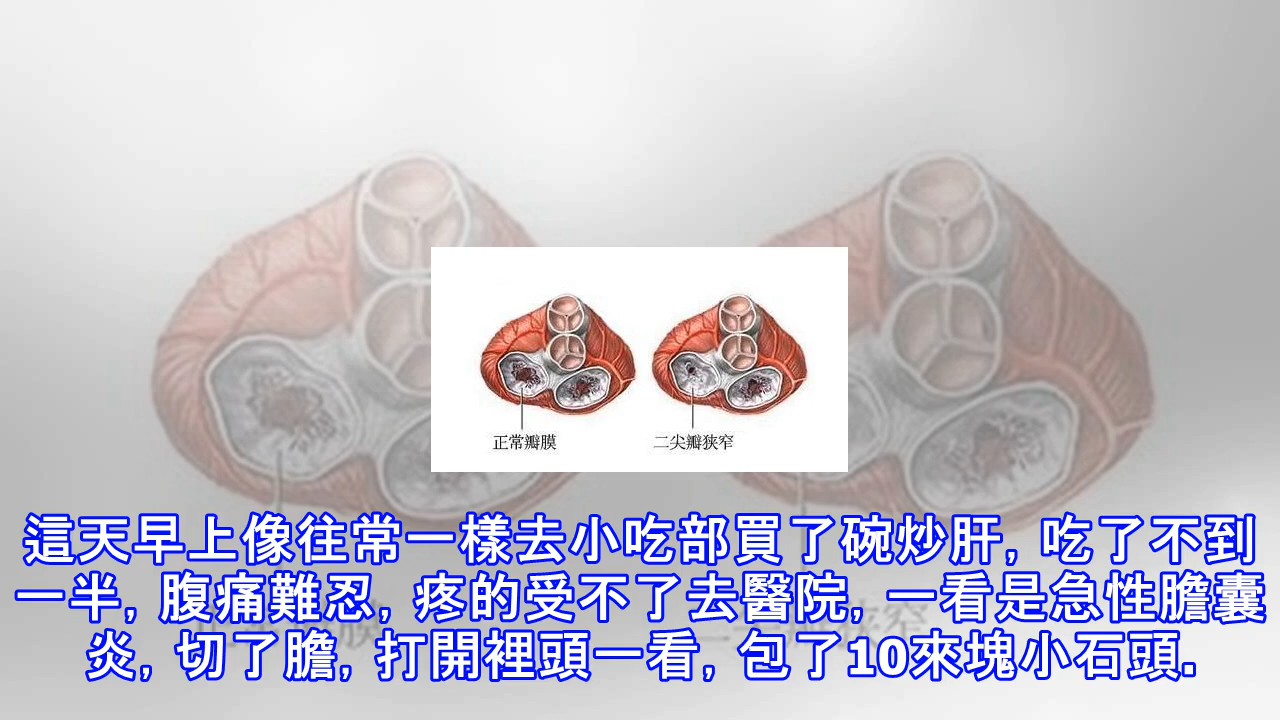 正常瓣膜
二尖瓣狹窄
這天早上像往常一樣去小吃部買了碗炒肝, 吃了不到
一半, 腹痛難忍, 疼的受不了去醫院, 一看是急性膽囊
炎, 切了膽, 打開裡頭一看, 包了10來塊小石頭.